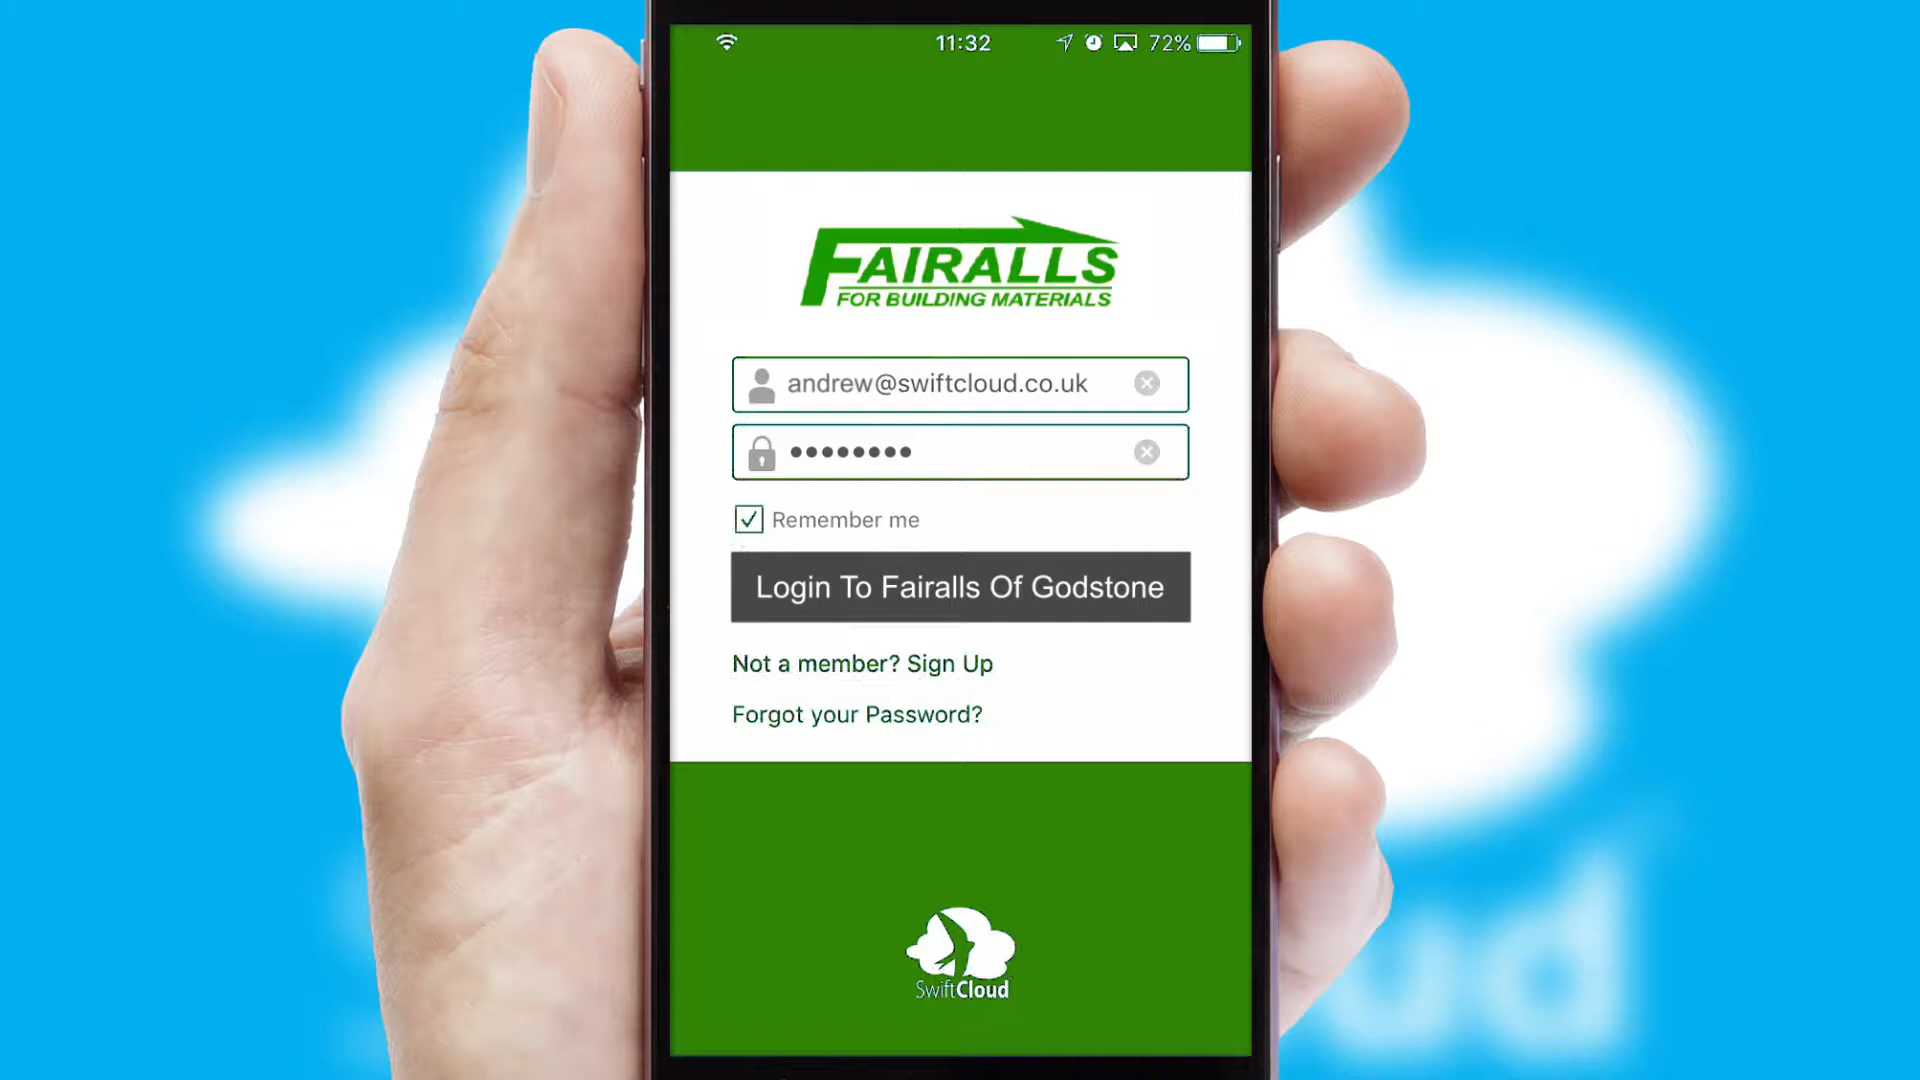 11:32
72%
FAIRALLS
FOR BUILDING MATERIALS
andrew@swiftcloud.co.uk
••••••••
Remember me
Login To Fairalls Of Godstone
Not a member? Sign Up
Forgot your Password?
SwiftCloud